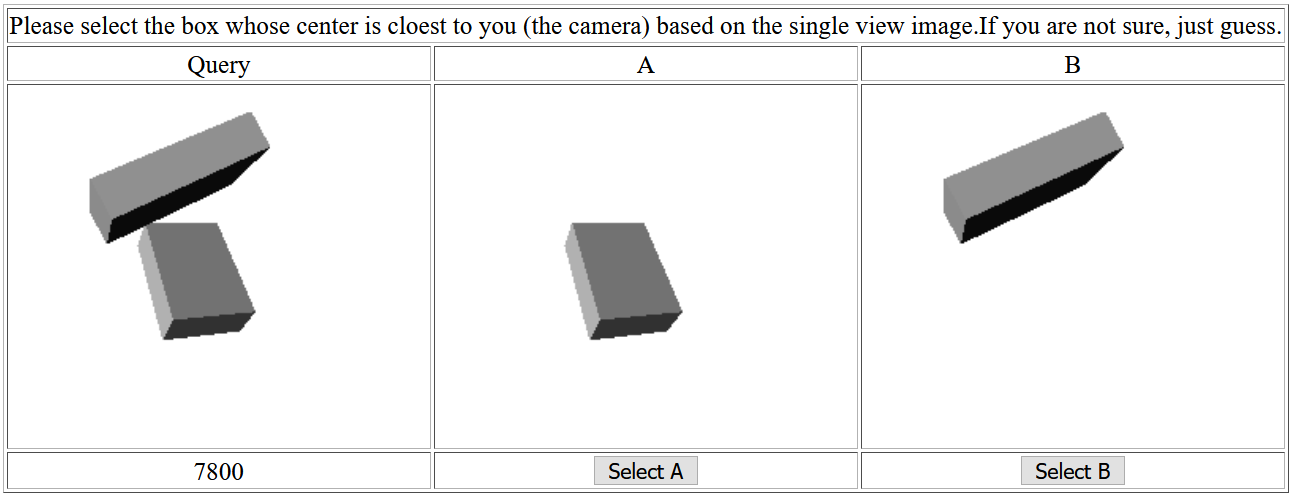 Please select the box whose center is cloest to you (the camera) based on the single view image.If you are not sure, just guess.
Query
A
B
7800
Select A
Select B